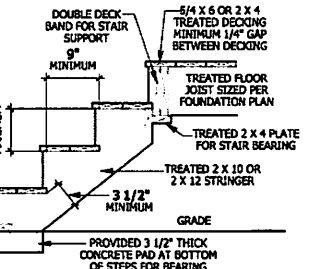 DOUBLE DECK
BAND FOR STAIR
SUPPORT
9"
MINIMUM
5/4 X 6 OR 2 X 4
TREATED DECKING
MINIMUM 1/4" GAP
BETWEEN DECKING
TREATED FLOOR
JOIST SIZED PER
FOUNDATION PLAN
TREATED 2 X 4 PLATE
FOR STAIR BEARING
TREATED 2 X 10 OR
2 X 12 STRINGER
3 1/2"
MINIMUM
GRADE
PROVIDED 3 1/2" THICK
CONCRETE PAD AT BOTTOM
OF STEPS FOR BEARING